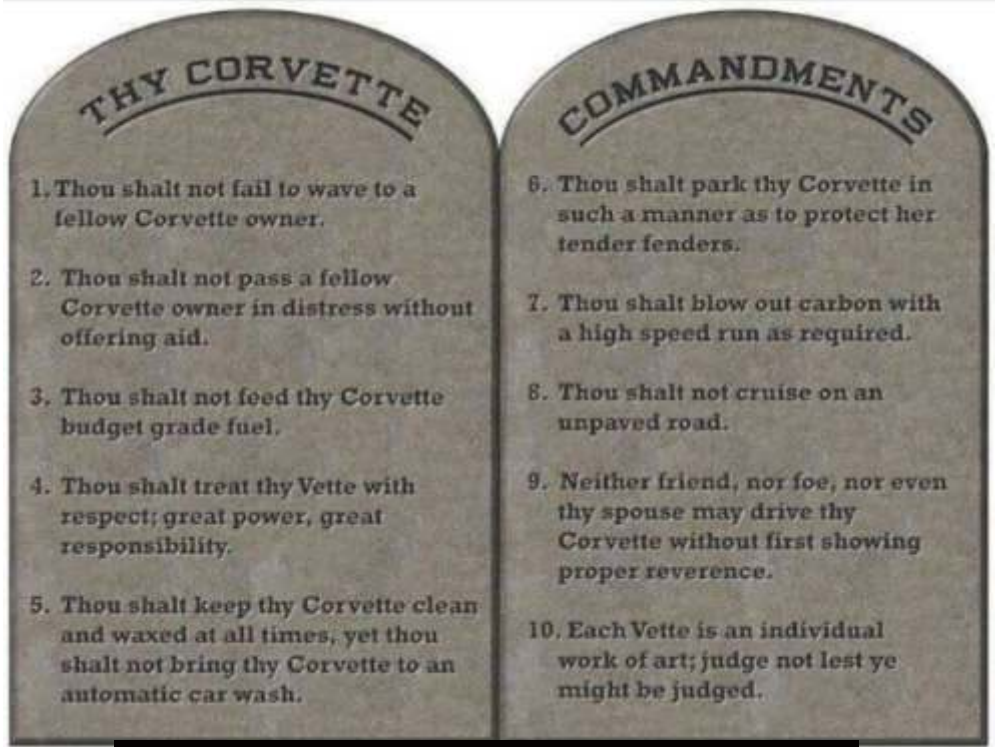 THY CORVETTE
1. Thou shalt not fail to wave to a
fellow Corvette owner.
2. Thou shalt not pass a fellow
Corvette owner in distress without
offering aid.
3. Thou shalt not feed thy Corvette
budget grade fuel.
4. Thou shalt treat thy Vette with
respect; great power, great
responsibility.
5. Thou shalt keep thy Corvette clean
and waxed at all times, yet thou
shalt not bring thy Corvette to an
automatic car wash.
COMMANDMENTS
6. Thou shalt park thy Corvette in
such a manner as to protect her
tender fenders.
7. Thou shalt blow out carbon with
a high speed run as required.
8. Thou shalt not cruise on an
unpaved road.
9. Neither friend, nor foe, nor even
thy spouse may drive thy
Corvette without first showing
proper reverence.
10. Each Vette is an individual
work of art; judge not lest ye
might be judged.